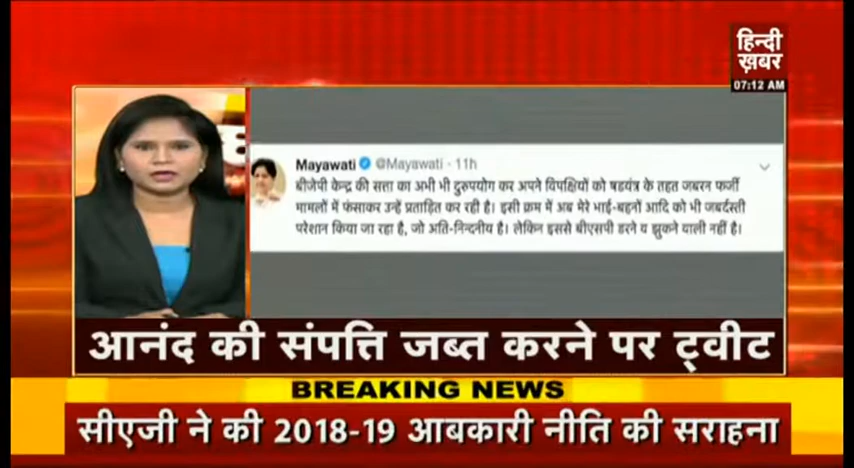 हिन्दी
ख़बर
07:12 AM
Mayawati @Mayawati · 11h
बीजेपी केन्द्र की सत्ता का अभी भी दुरुपयोग कर अपने विपक्षियों को षडयंत्र के तहत जबरन फर्जी
मामलों में फंसाकर उन्हें प्रताड़ित कर रही है। इसी क्रम में अब मेरे भाई-बहनों आदि को भी जबर्दस्ती
परेशान किया जा रहा है, जो अति-निन्दनीय है। लेकिन इससे बीएसपी डरने व झुकने वाली नहीं है।
आनंद की संपत्ति जब्त करने पर ट्वीट
BREAKING NEWS
सीएजी ने की 2018-19 आबकारी नीति की सराहना